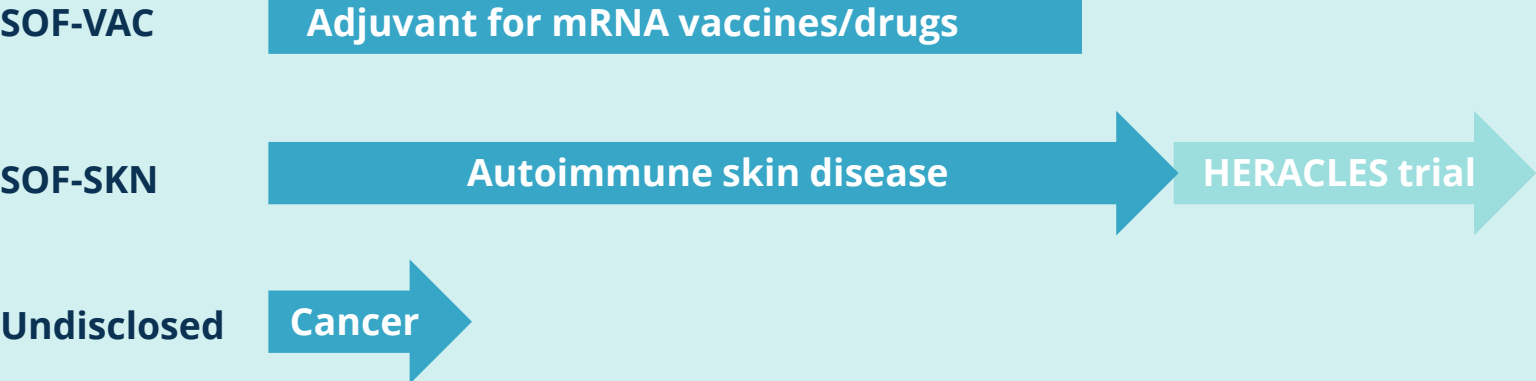 SOF-VAC Adjuvant for mRNA vaccines/drugs
SOF-SKN Autoimmune skin disease HERACLES trial
Undisclosed Cancer